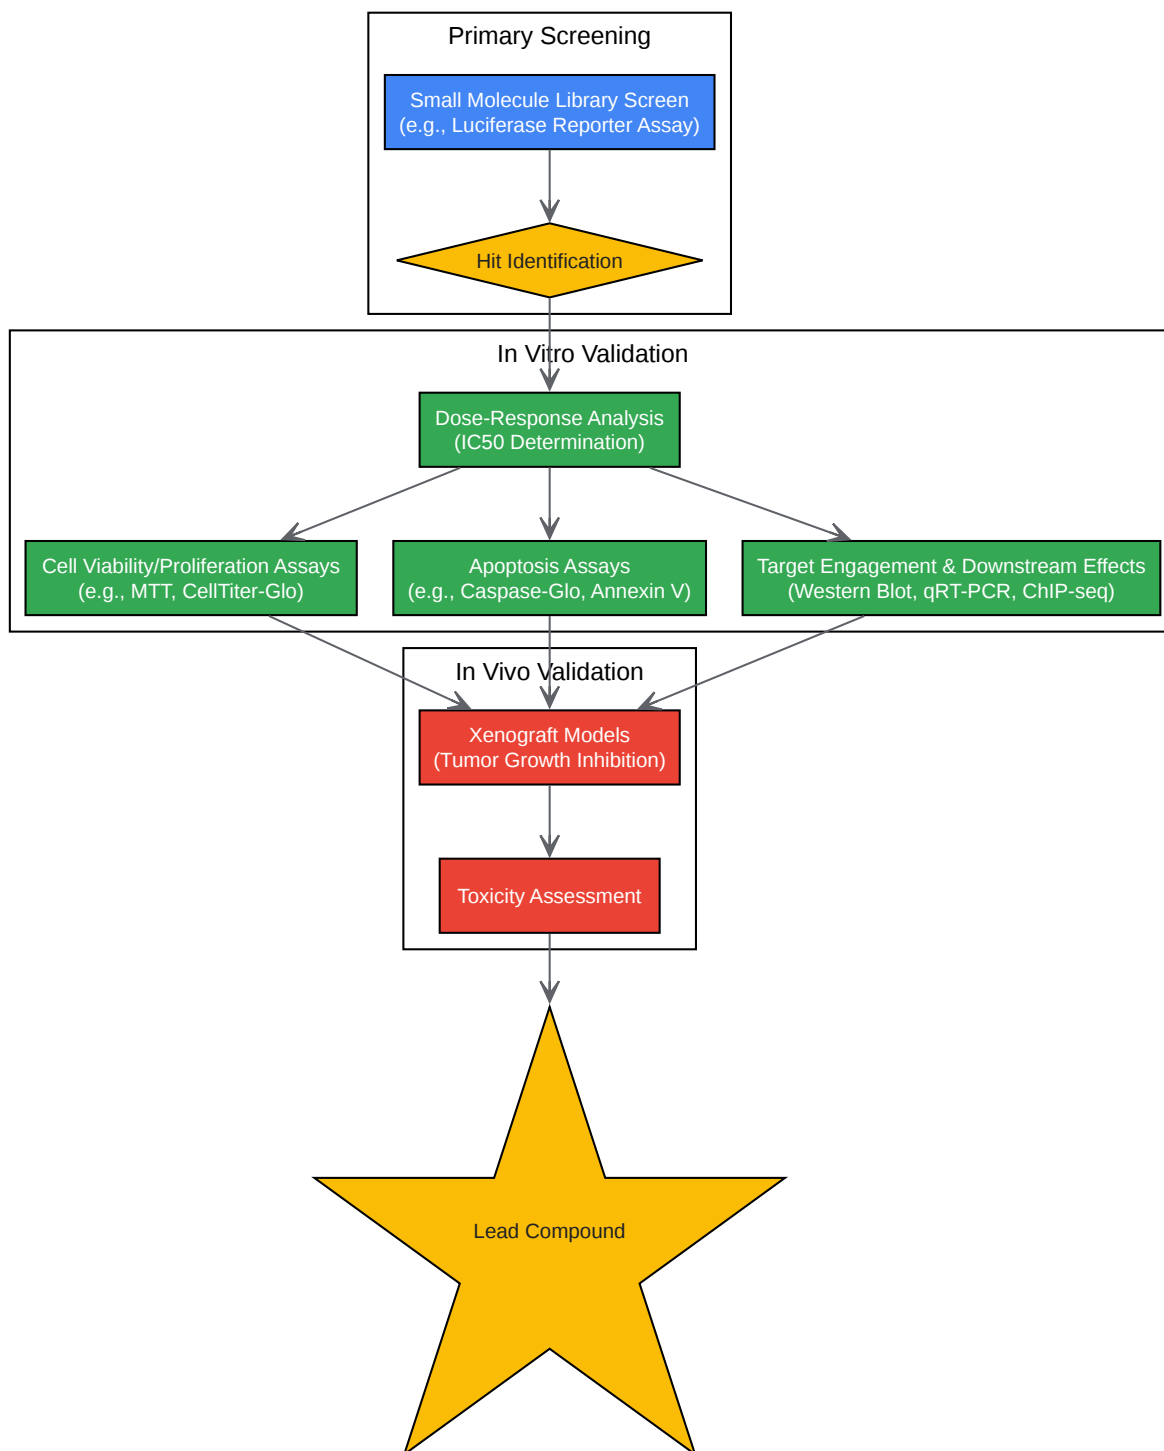 Primary Screening
Small Molecule Library Screen
(e.g., Luciferase Reporter Assay)
Hit Identification
In Vitro Validation
Dose-Response Analysis
(IC50 Determination)
Cell Viability/Proliferation Assays
(e.g., MTT, CellTiter-Glo)
Apoptosis Assays
(e.g., Caspase-Glo, Annexin V)
Target Engagement & Downstream Effects
(Western Blot, qRT-PCR, ChIP-seq)
In Vivo Validation
Xenograft Models
(Tumor Growth Inhibition)
Toxicity Assessment
Lead Compound